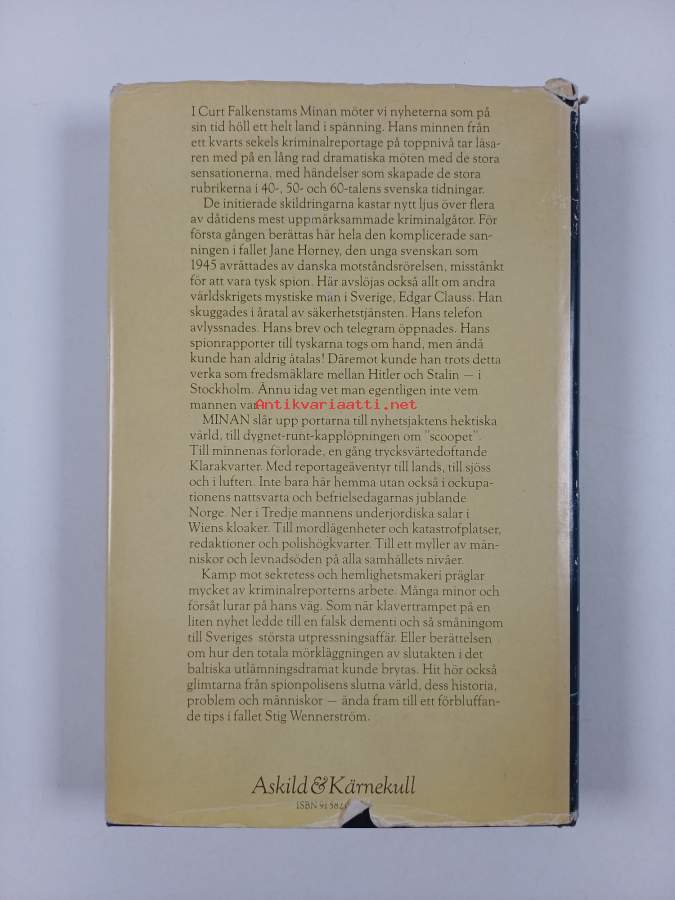 I Curt Falkenstams Minan möter vi nyheterna som på
sin tid höll ett helt land i spänning. Hans minnen från
ett kvarts sekels kriminalreportage på toppnivå tar läsa-
ren med på en lång rad dramatiska möten med de stora
sensationerna, med händelser som skapade de stora
rubrikerna i 40-, 50- och 60-talens svenska tidningar.
De initierade skildringarna kastar nytt ljus över flera
av dåtidens mest uppmärksammade kriminalgåtor. För
första gången berättas här hela den komplicerade san-
ningen i fallet Jane Horney, den unga svenskan som
1945 avrättades av danska motståndsrörelsen, misstänkt
för att vara tysk spion. Här avslöjas också allt om andra
världskrigets mystiske man i Sverige, Edgar Clauss. Han
skuggades i åratal av säkerhetstjänsten. Hans telefon
avlyssnades. Hans brev och telegram öppnades. Hans
spionrapporter till tyskarna togs om hand, men ändå
kunde han aldrig åtalas! Däremot kunde han trots detta
verka som fredsmäklare mellan Hitler och Stalin — i
Stockholm. Ännu idag vet man egentligen inte vem
mannen var
Antikvariaatti.net
MINAN slår upp portarna till nyhetsjaktens hektiska
värld, till dygnet-runt-kapplöpningen om "scoopet".
Till minnenas förlorade, en gång trycksvärtedoftande
Klarakvarter. Med reportageäventyr till lands, till sjöss
och i luften. Inte bara här hemma utan också i ockupa-
tionens nattsvarta och befrielsedagarnas jublande
Norge. Ner i Tredje mannens underjordiska salar i
Wiens kloaker. Till mordlägenheter och katastrofplatser,
redaktioner och polishögkvarter. Till ett myller av män-
niskor och levnadsöden på alla samhällets nivåer.
Kamp mot sekretess och hemlighetsmakeri präglar
mycket av kriminalreporterns arbete. Många minor och
försåt lurar på hans väg. Som när klavertrampet på en
liten nyhet ledde till en falsk dementi och så småningom
till Sveriges största utpressningsaffär. Eller berättelsen
om hur den totala mörkläggningen av slutakten i det
baltiska utlämningsdramat kunde brytas. Hit hör också
glimtarna från spionpolisens slutna värld, dess historia,
problem och människor — ända fram till ett förbluffan-
de tips i fallet Stig Wennerström.
Askild & Kärnekull
ISBN 91 582